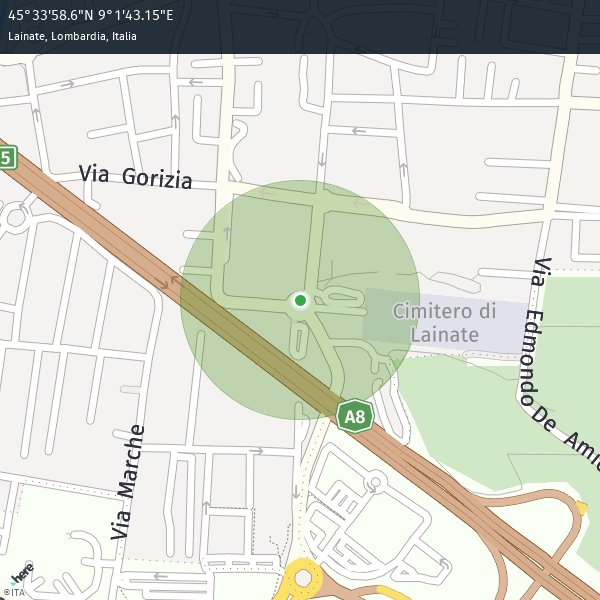 45°33'58.6"N 9°1'43.15"E
Lainate, Lombardia, Italia
5
Via Gorizia
Via Edmondo De Ami
Cimitero di
Lainate
A8
Via Marche
here
©ITA